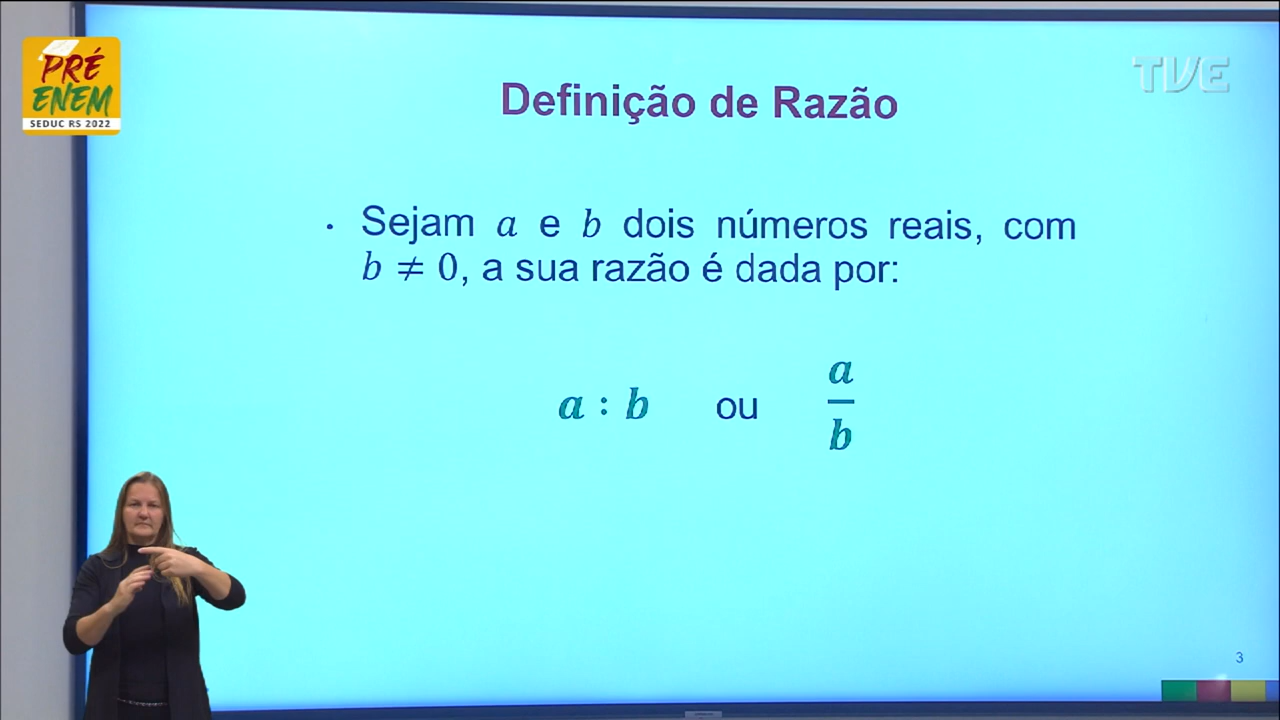 PRÉ
ENEM
SEDUC RS 2022
TVE
Definição de Razão
· Sejam a e b dois números reais, com
b ≠ 0, a sua razão é dada por:
a : b ou a/b
3